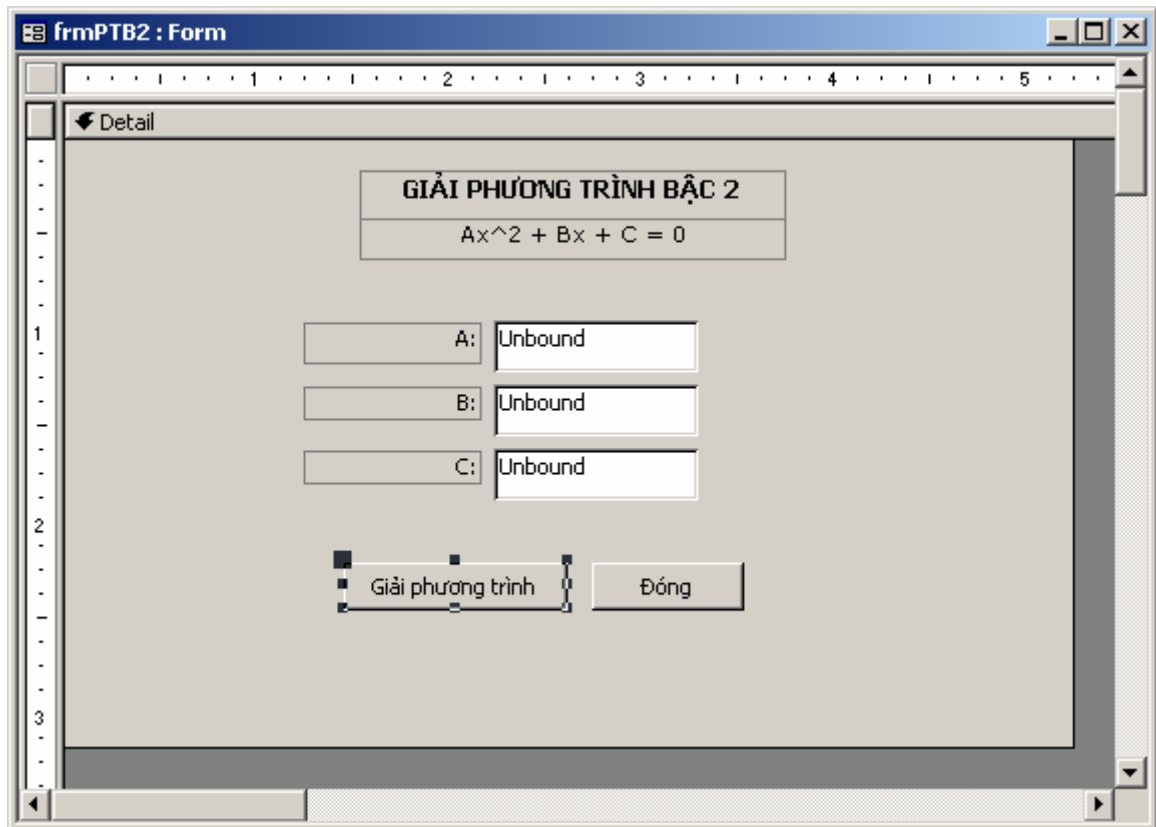 frmPTB2 : Form
1 2 3 4 5
Detail
GIẢI PHƯƠNG TRÌNH BẬC 2
Ax^2 + Bx + C = 0
1
A: Unbound
B: Unbound
C: Unbound
2
Giải phương trình Đóng
3